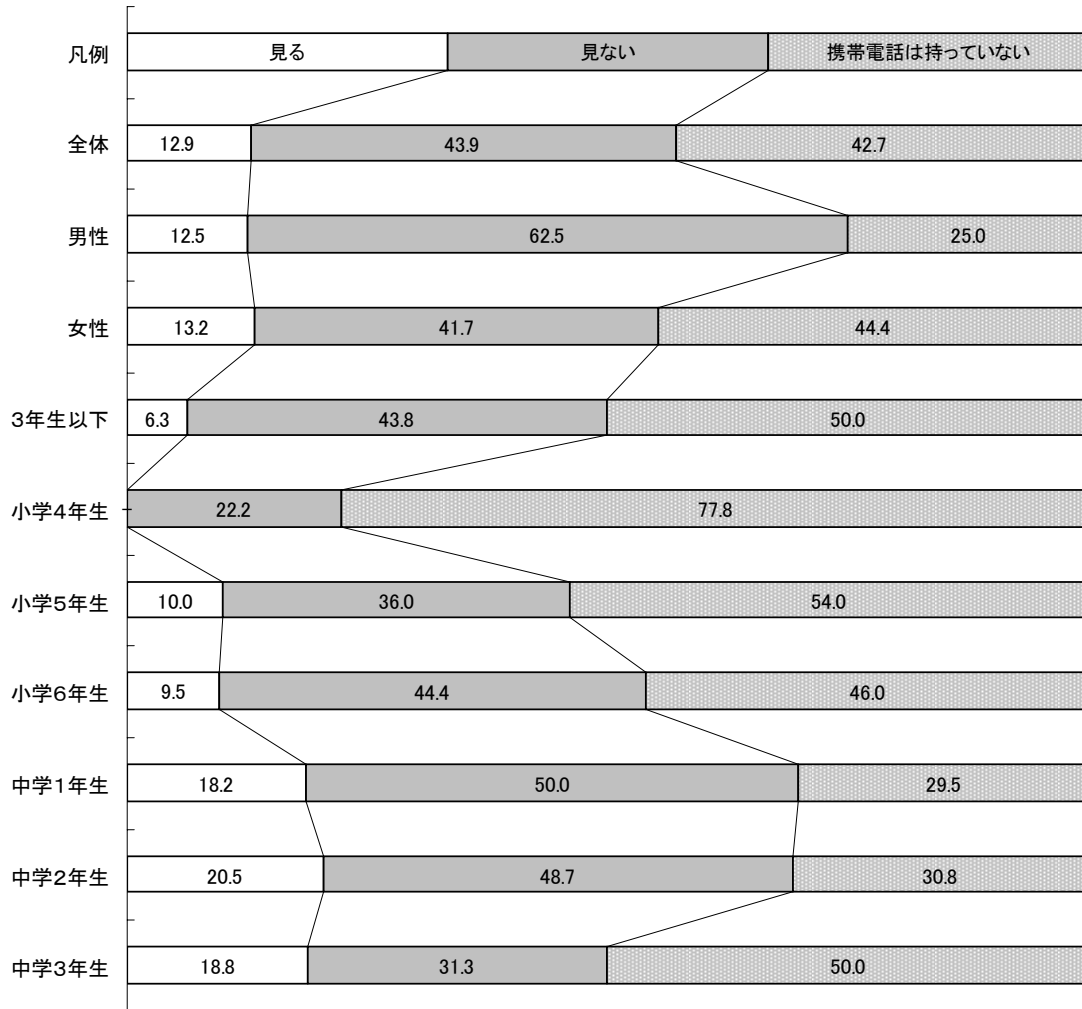 凡例 見る 見ない 携帯電話は持っていない
全体 12.9 43.9 42.7
男性 12.5 62.5 25.0
女性 13.2 41.7 44.4
3年生以下 6.3 43.8 50.0
小学4年生 22.2 77.8
小学5年生 10.0 36.0 54.0
小学6年生 9.5 44.4 46.0
中学1年生 18.2 50.0 29.5
中学2年生 20.5 48.7 30.8
中学3年生 18.8 31.3 50.0